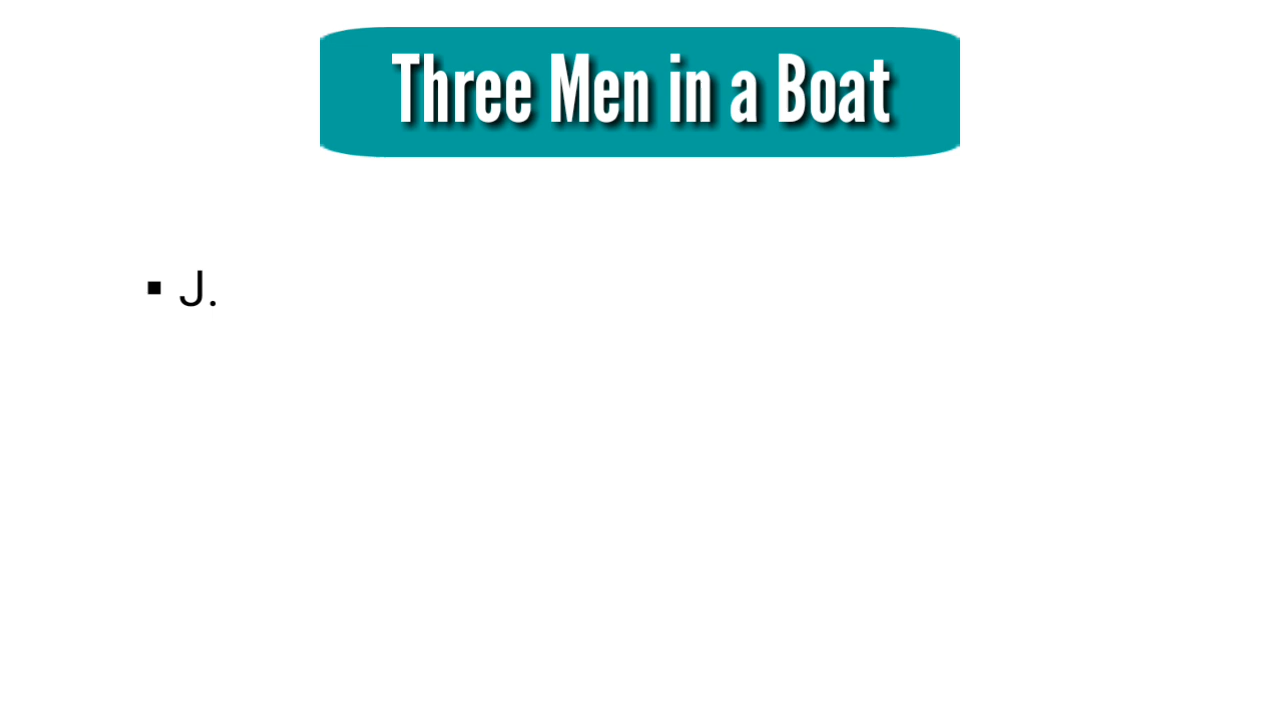 Three Men in a Boat
▪ J.